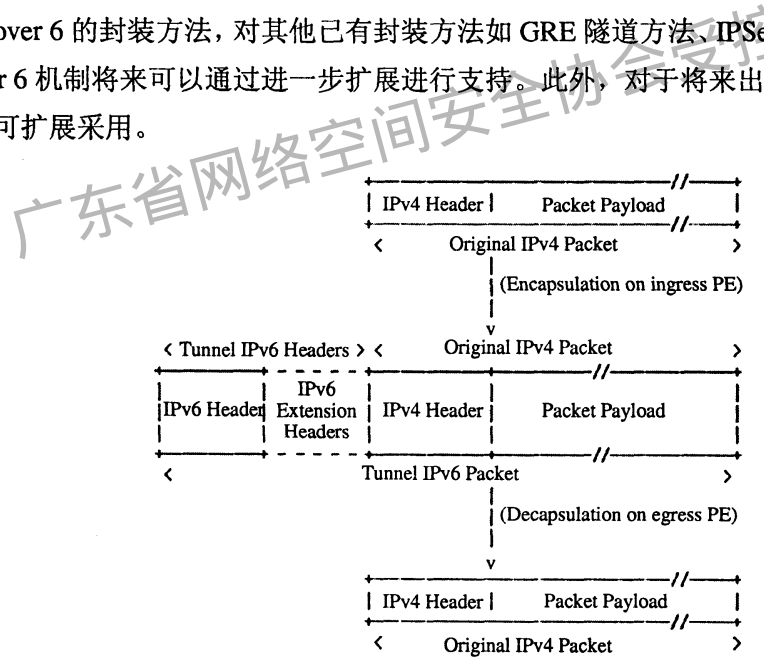 over 6 的封装方法，对其他已有封装方法如 GRE 隧道方法、IPSe
r 6 机制将来可以通过进一步扩展进行支持。此外，对于将来出
可扩展采用。
广东省网络空间安全协会受控
IPv4 Header Packet Payload
< Original IPv4 Packet >
(Encapsulation on ingress PE)
v
< Tunnel IPv6 Headers > < Original IPv4 Packet >
IPv6 Header IPv6 Extension Headers IPv4 Header Packet Payload
< Tunnel IPv6 Packet >
(Decapsulation on egress PE)
v
IPv4 Header Packet Payload
< Original IPv4 Packet >